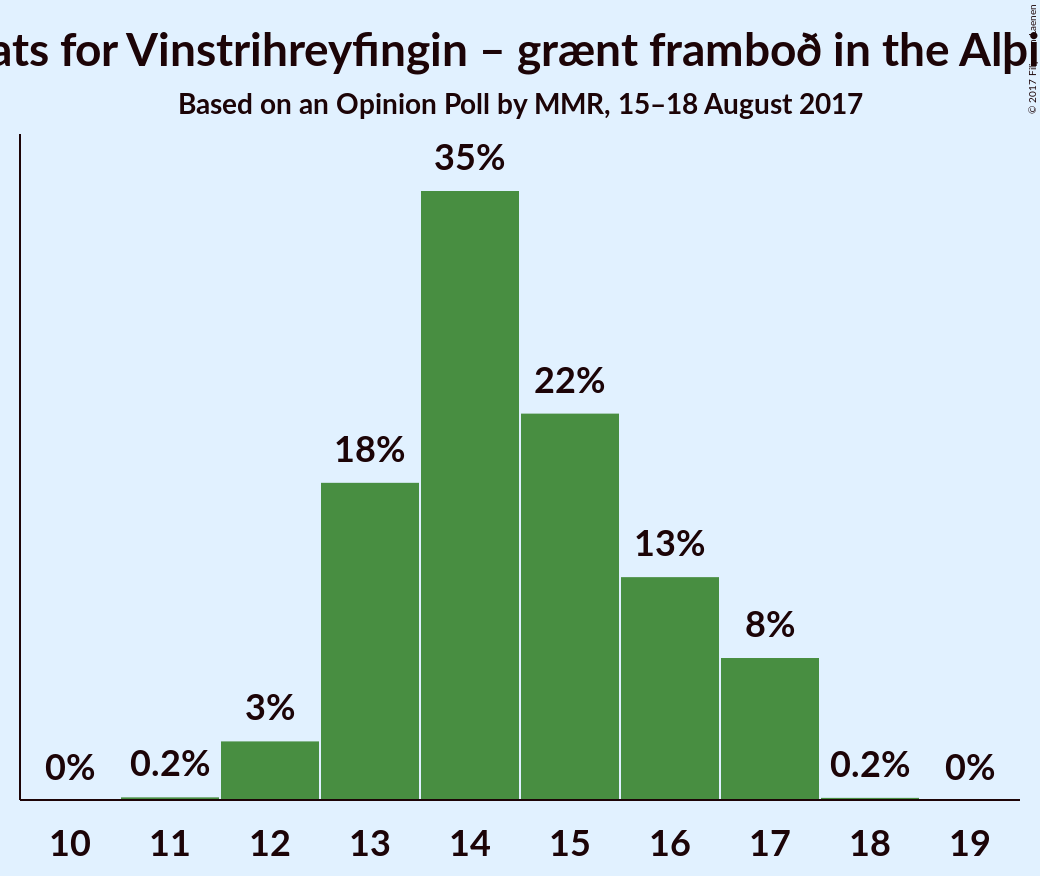 ats for Vinstrihreyfingin – grænt framboð in the Alþi
Based on an Opinion Poll by MMR, 15–18 August 2017
© 2017
35%
22%
18%
13%
8%
3%
0% 0.2% 0.2% 0%
10 11 12 13 14 15 16 17 18 19